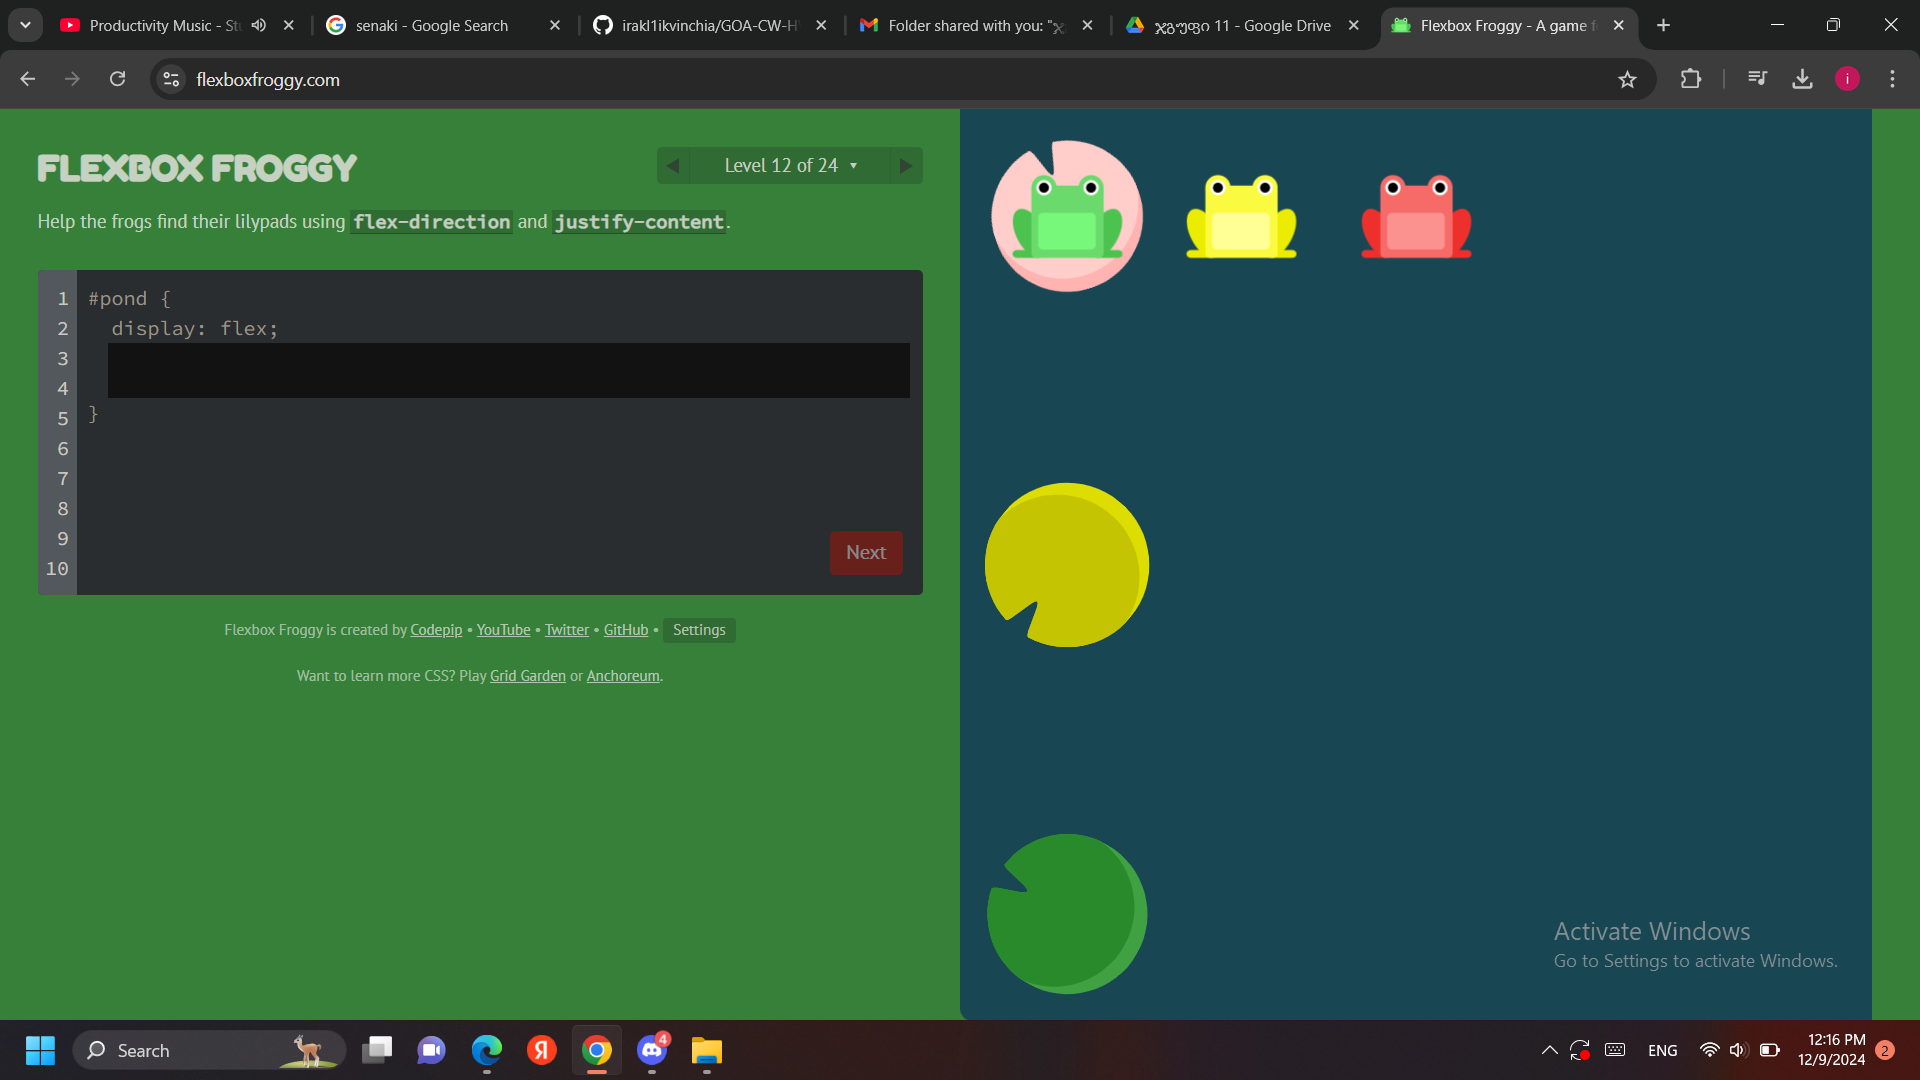 Productivity Music - St
senaki - Google Search
irakl1ikvinchia/GOA-CW-H
Folder shared with you: "ჯ
ჯგუფი 11 - Google Drive
Flexbox Froggy - A game f
flexboxfroggy.com
i
FLEXBOX FROGGY
Level 12 of 24
Help the frogs find their lilypads using flex-direction and justify-content.
1 #pond {
2 display: flex;
3
4
5 }
6
7
8
9
10
Next
Flexbox Froggy is created by Codepip • YouTube • Twitter • GitHub • Settings
Want to learn more CSS? Play Grid Garden or Anchoreum.
Activate Windows
Go to Settings to activate Windows.
Search
Я
4
ENG
12:16 PM
12/9/2024
2